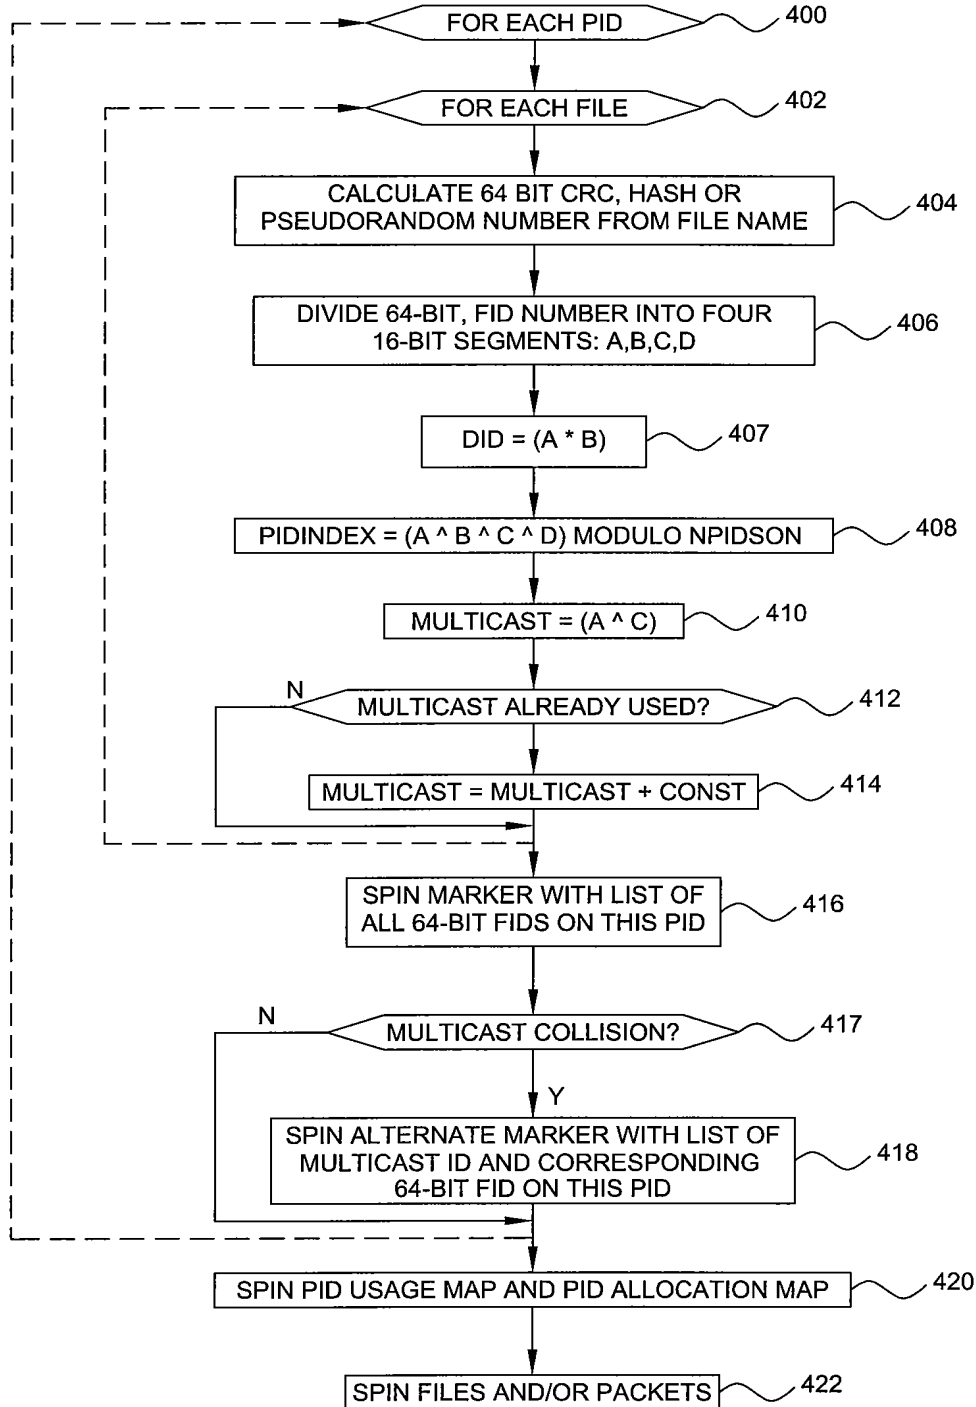 FOR EACH PID
400
FOR EACH FILE
402
CALCULATE 64 BIT CRC, HASH OR
PSEUDORANDOM NUMBER FROM FILE NAME
404
DIVIDE 64-BIT, FID NUMBER INTO FOUR
16-BIT SEGMENTS: A,B,C,D
406
DID = (A * B)
407
PIDINDEX = (A ^ B ^ C ^ D) MODULO NPIDSON
408
MULTICAST = (A ^ C)
410
N
MULTICAST ALREADY USED?
412
MULTICAST = MULTICAST + CONST
414
SPIN MARKER WITH LIST OF
ALL 64-BIT FIDS ON THIS PID
416
N
MULTICAST COLLISION?
417
Y
SPIN ALTERNATE MARKER WITH LIST OF
MULTICAST ID AND CORRESPONDING
64-BIT FID ON THIS PID
418
SPIN PID USAGE MAP AND PID ALLOCATION MAP
420
SPIN FILES AND/OR PACKETS
422